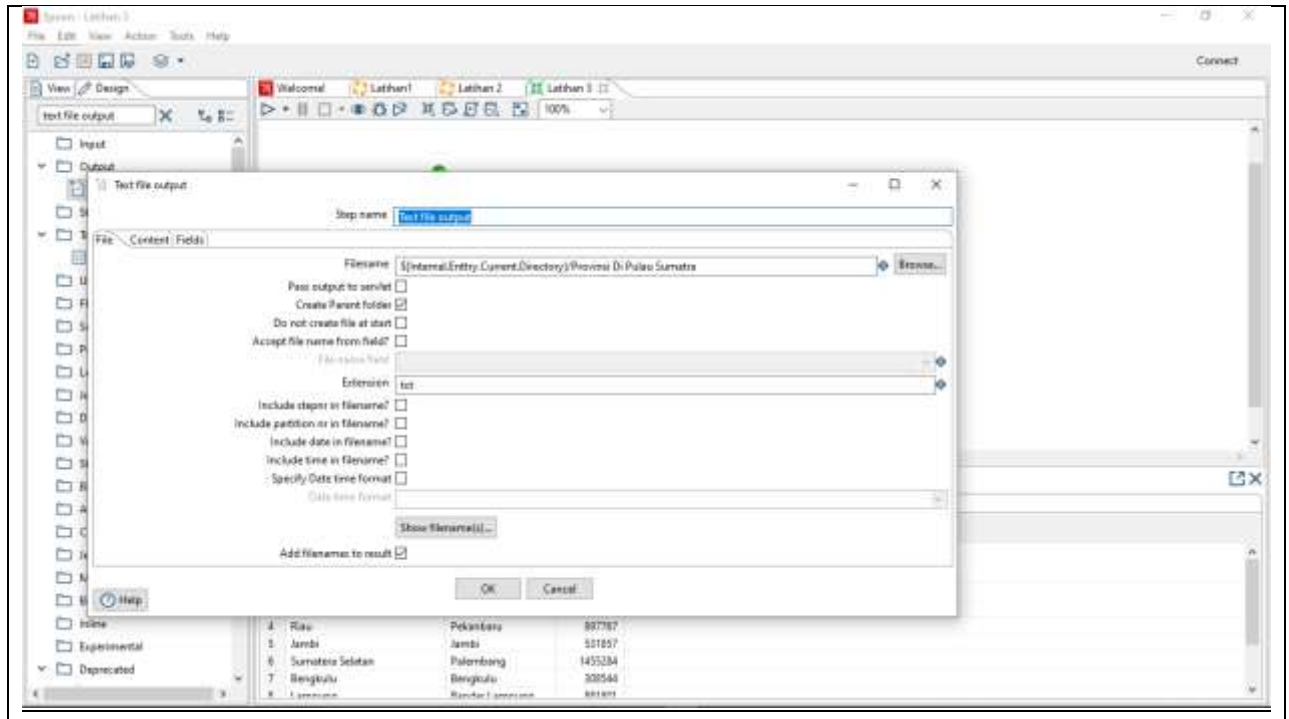 Spoon - Latihan 3
File Edit View Action Tools Help
Connect
View Design
Welcome! Latihan1 Latihan 2 Latihan 3
text file output
100%
Input
Output
Text file output
Step name Text file output
File Content Fields
Filename ${Internal.Entry.Current.Directory}/Provinsi Di Pulau Sumatra Browse...
Pass output to servlet
Create Parent folder
Do not create file at start
Accept file name from field?
File name field
Extension txt
Include stepnr in filename?
Include partition nr in filename?
Include date in filename?
Include time in filename?
Specify Date time format
Date time format
Show filename(s)...
Add filenames to result
OK Cancel
Help
Inline
Experimental
Deprecated
4 Riau Pekanbaru 897767
5 Jambi Jambi 531857
6 Sumatera Selatan Palembang 1455284
7 Bengkulu Bengkulu 308544
8 Lampung Bandar Lampung